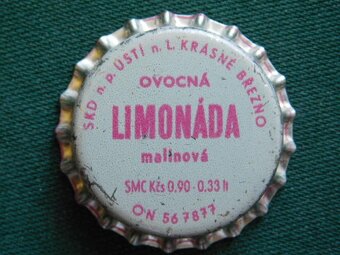 SKD n.p. ÚSTÍ n.L. KRÁSNÉ BŘEZNO
OVOCNÁ
LIMONÁDA
malinová
SMC Kčs 0,90 - 0,33 lt
ON 56 7877